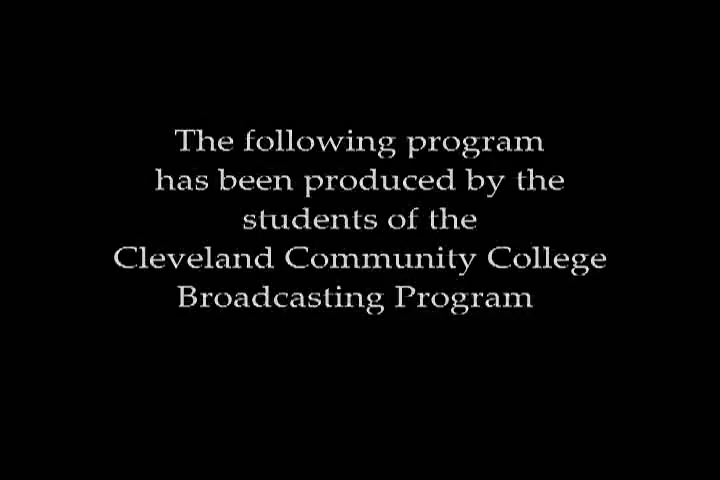 The following program
has been produced by the
students of the
Cleveland Community College
Broadcasting Program